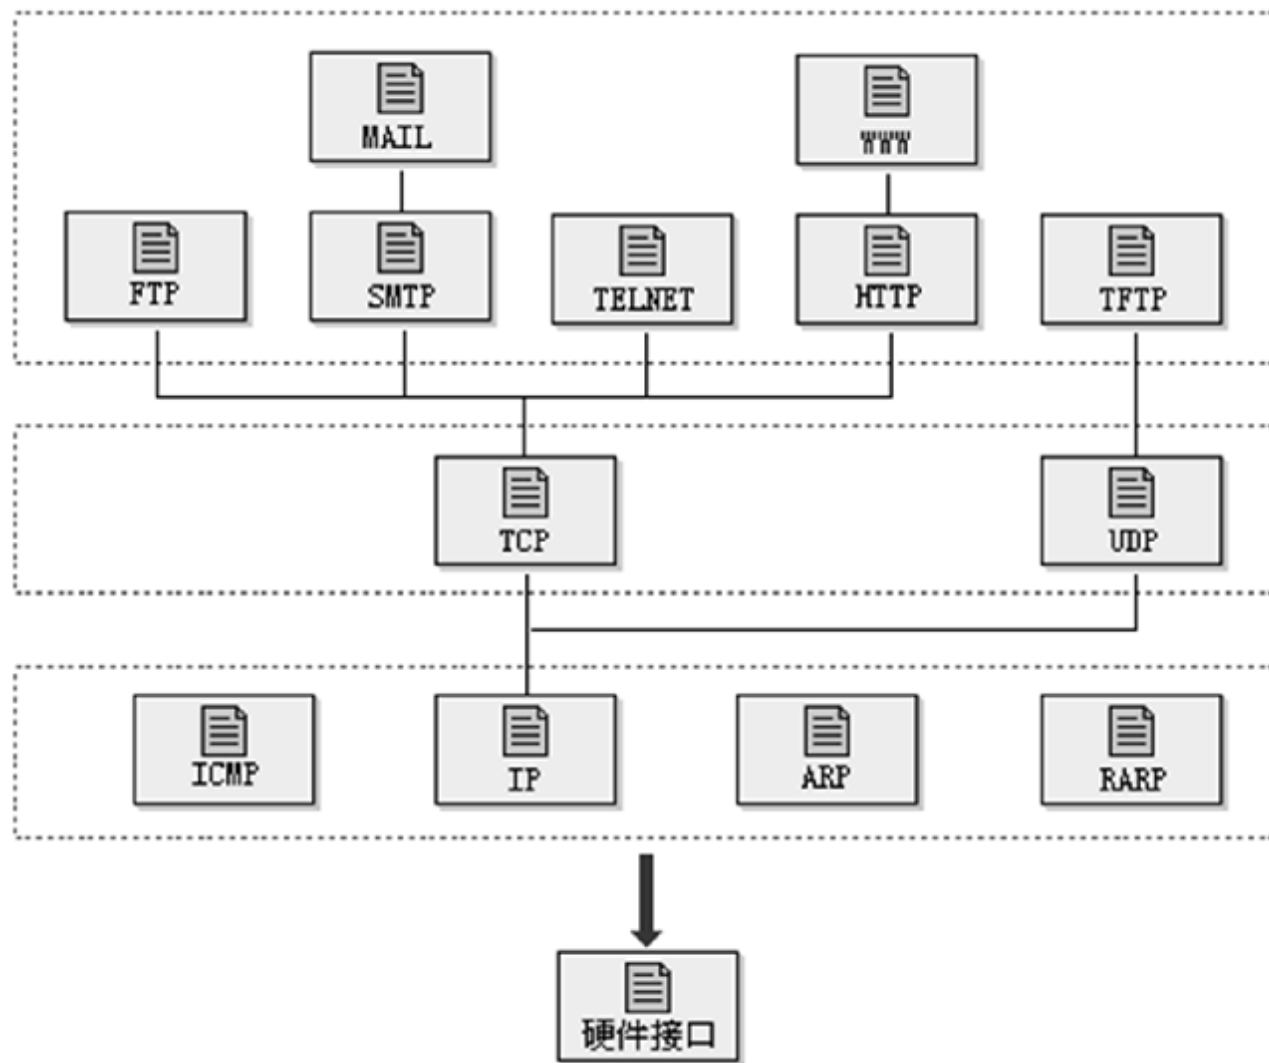 MAIL
WWW
FTP
SMTP
TELNET
HTTP
TFTP
TCP
UDP
ICMP
IP
ARP
RARP
硬件接口